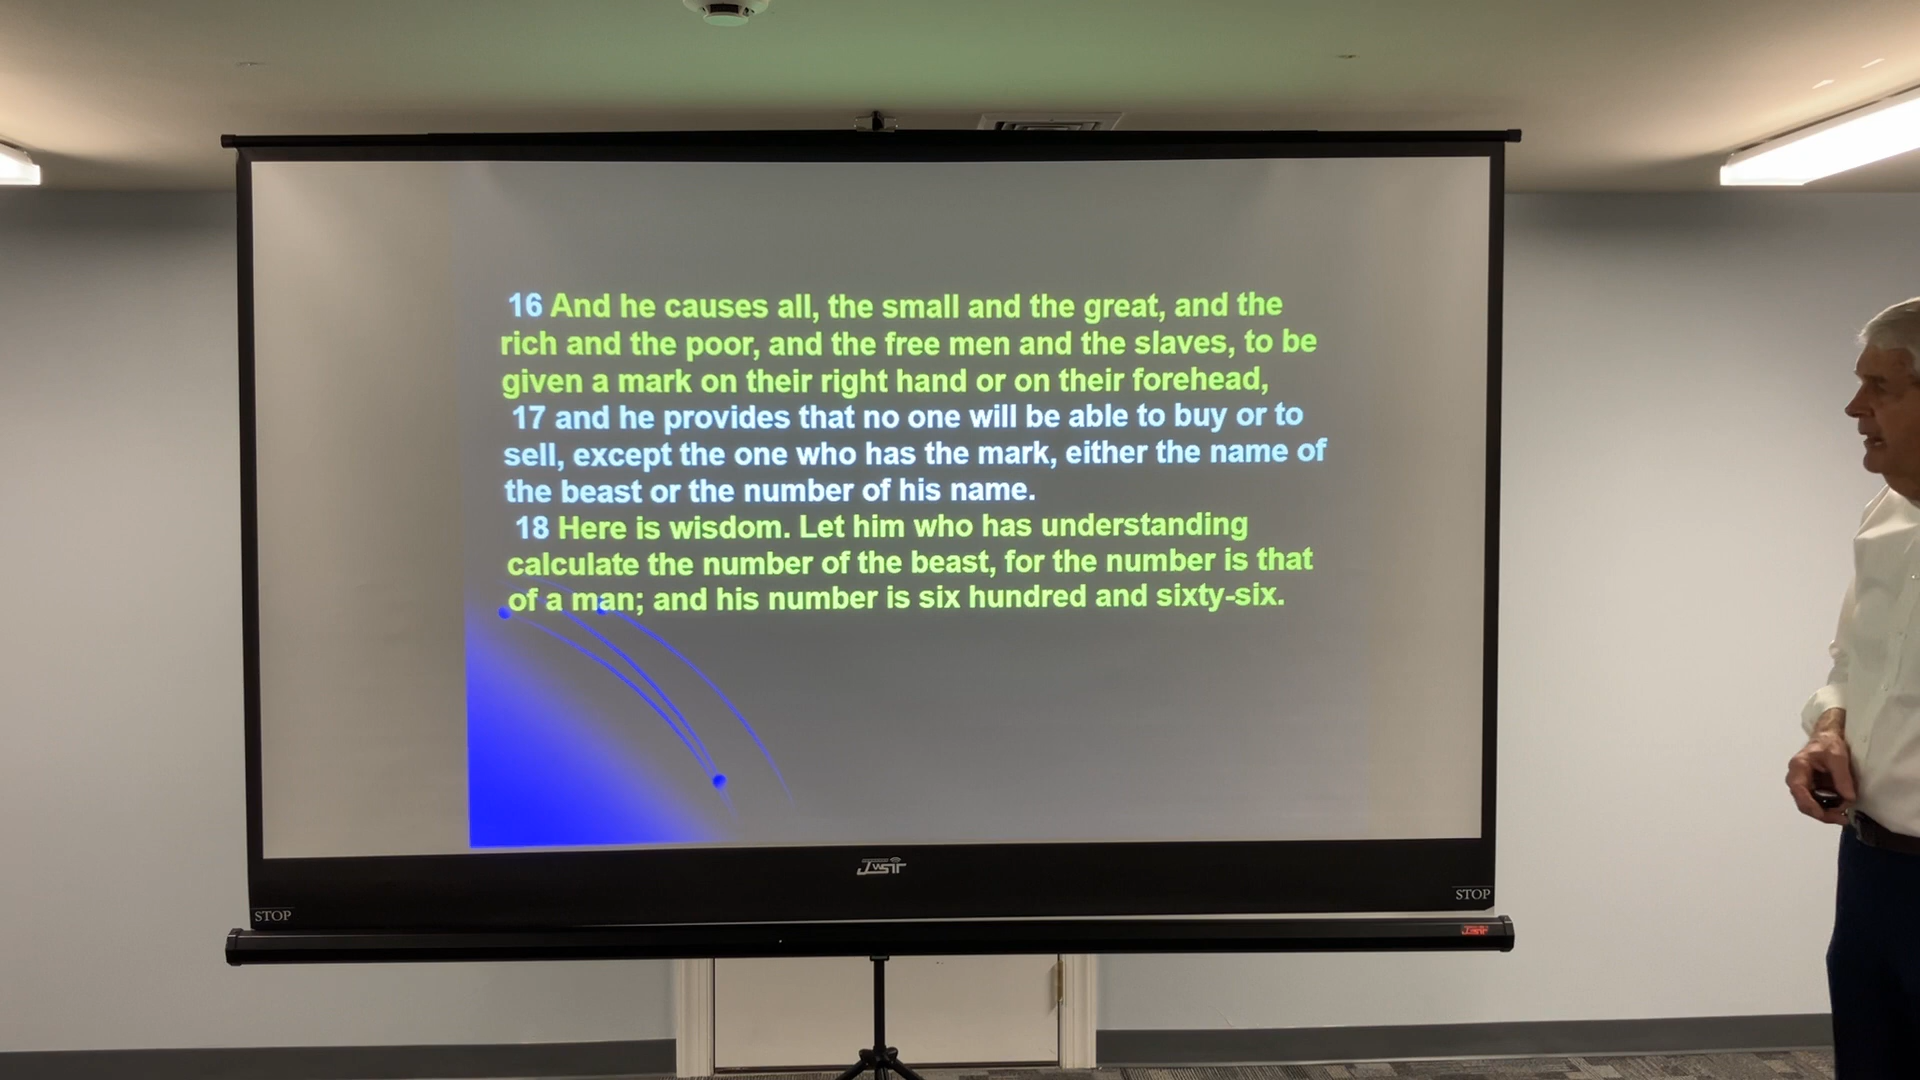 16 And he causes all, the small and the great, and the
rich and the poor, and the free men and the slaves, to be
given a mark on their right hand or on their forehead,
17 and he provides that no one will be able to buy or to
sell, except the one who has the mark, either the name of
the beast or the number of his name.
18 Here is wisdom. Let him who has understanding
calculate the number of the beast, for the number is that
of a man; and his number is six hundred and sixty-six.
JWSIT
STOP
STOP
JWSIT